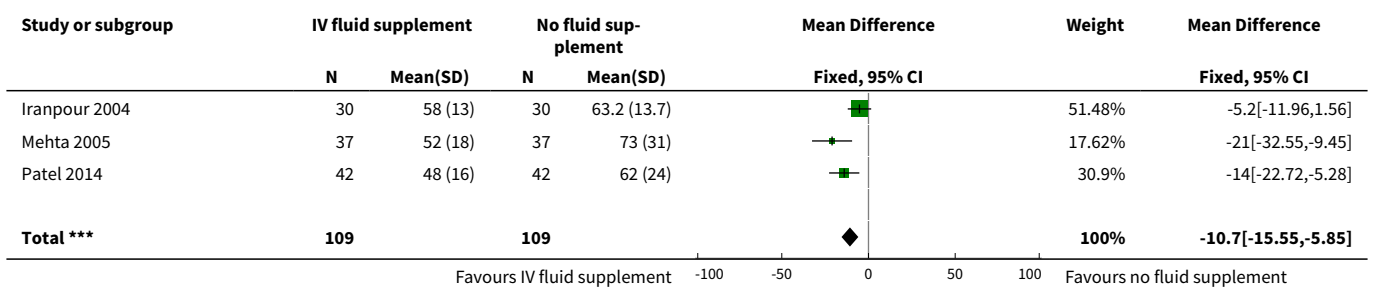 Study or subgroup IV fluid supplement No fluid sup- Mean Difference Weight Mean Difference
plement
N Mean(SD) N Mean(SD) Fixed, 95% CI Fixed, 95% CI
Iranpour 2004 30 58 (13) 30 63.2 (13.7) 51.48% -5.2[-11.96,1.56]
Mehta 2005 37 52 (18) 37 73 (31) 17.62% -21[-32.55,-9.45]
Patel 2014 42 48 (16) 42 62 (24) 30.9% -14[-22.72,-5.28]
Total *** 109 109 100% -10.7[-15.55,-5.85]
Favours IV fluid supplement -100 -50 0 50 100 Favours no fluid supplement